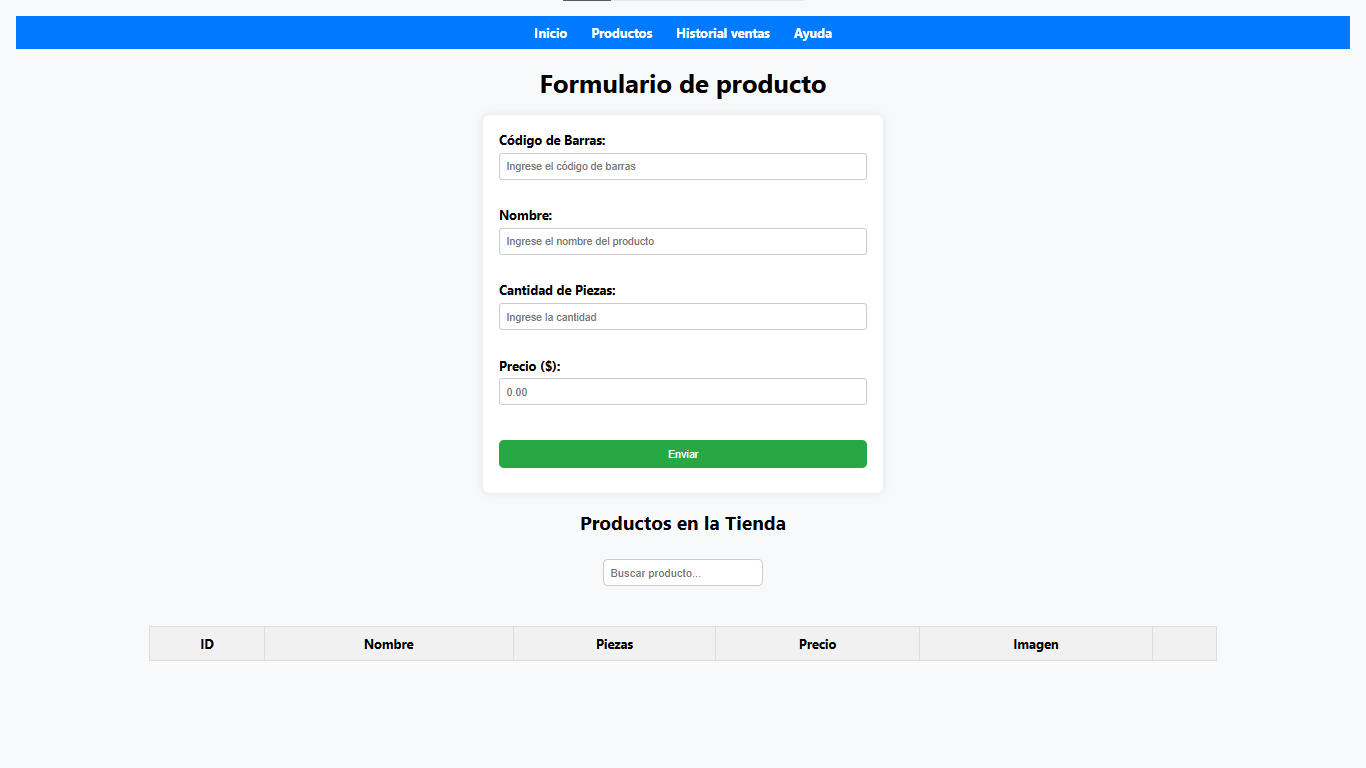 Inicio Productos Historial ventas Ayuda
Formulario de producto
Código de Barras:
Ingrese el código de barras
Nombre:
Ingrese el nombre del producto
Cantidad de Piezas:
Ingrese la cantidad
Precio ($):
0.00
Enviar
Productos en la Tienda
Buscar producto...
ID Nombre Piezas Precio Imagen